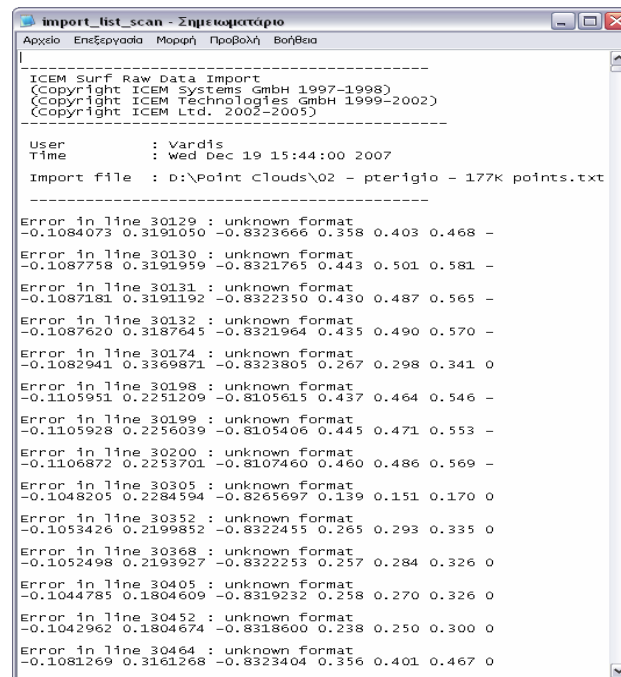 import_list_scan - Σημειωματάριο
Αρχείο Επεξεργασία Μορφή Προβολή Βοήθεια
--------------------------------------------
ICEM Surf Raw Data Import
(Copyright ICEM Systems GmbH 1997-1998)
(Copyright ICEM Technologies GmbH 1999-2002)
(Copyright ICEM Ltd. 2002-2005)
----------------------------------------------
User : Vardis
Time : Wed Dec 19 15:44:00 2007
Import file : D:\Point Clouds\02 - pterigio - 177K points.txt
-------------------------------------------
Error in line 30129 : unknown format
-0.1084073 0.3191050 -0.8323666 0.358 0.403 0.468 -
Error in line 30130 : unknown format
-0.1087758 0.3191959 -0.8321765 0.443 0.501 0.581 -
Error in line 30131 : unknown format
-0.1087181 0.3191192 -0.8322350 0.430 0.487 0.565 -
Error in line 30132 : unknown format
-0.1087620 0.3187645 -0.8321964 0.435 0.490 0.570 -
Error in line 30174 : unknown format
-0.1082941 0.3369871 -0.8323805 0.267 0.298 0.341 0
Error in line 30198 : unknown format
-0.1105951 0.2251209 -0.8105615 0.437 0.464 0.546 -
Error in line 30199 : unknown format
-0.1105928 0.2256039 -0.8105406 0.445 0.471 0.553 -
Error in line 30200 : unknown format
-0.1106872 0.2253701 -0.8107460 0.460 0.486 0.569 -
Error in line 30305 : unknown format
-0.1048205 0.2284594 -0.8265697 0.139 0.151 0.170 0
Error in line 30352 : unknown format
-0.1053426 0.2199852 -0.8322455 0.265 0.293 0.335 0
Error in line 30368 : unknown format
-0.1052498 0.2193927 -0.8322253 0.257 0.284 0.326 0
Error in line 30405 : unknown format
-0.1044785 0.1804609 -0.8319232 0.258 0.270 0.326 0
Error in line 30452 : unknown format
-0.1042962 0.1804674 -0.8318600 0.238 0.250 0.300 0
Error in line 30464 : unknown format
-0.1081269 0.3161268 -0.8323404 0.356 0.401 0.467 0